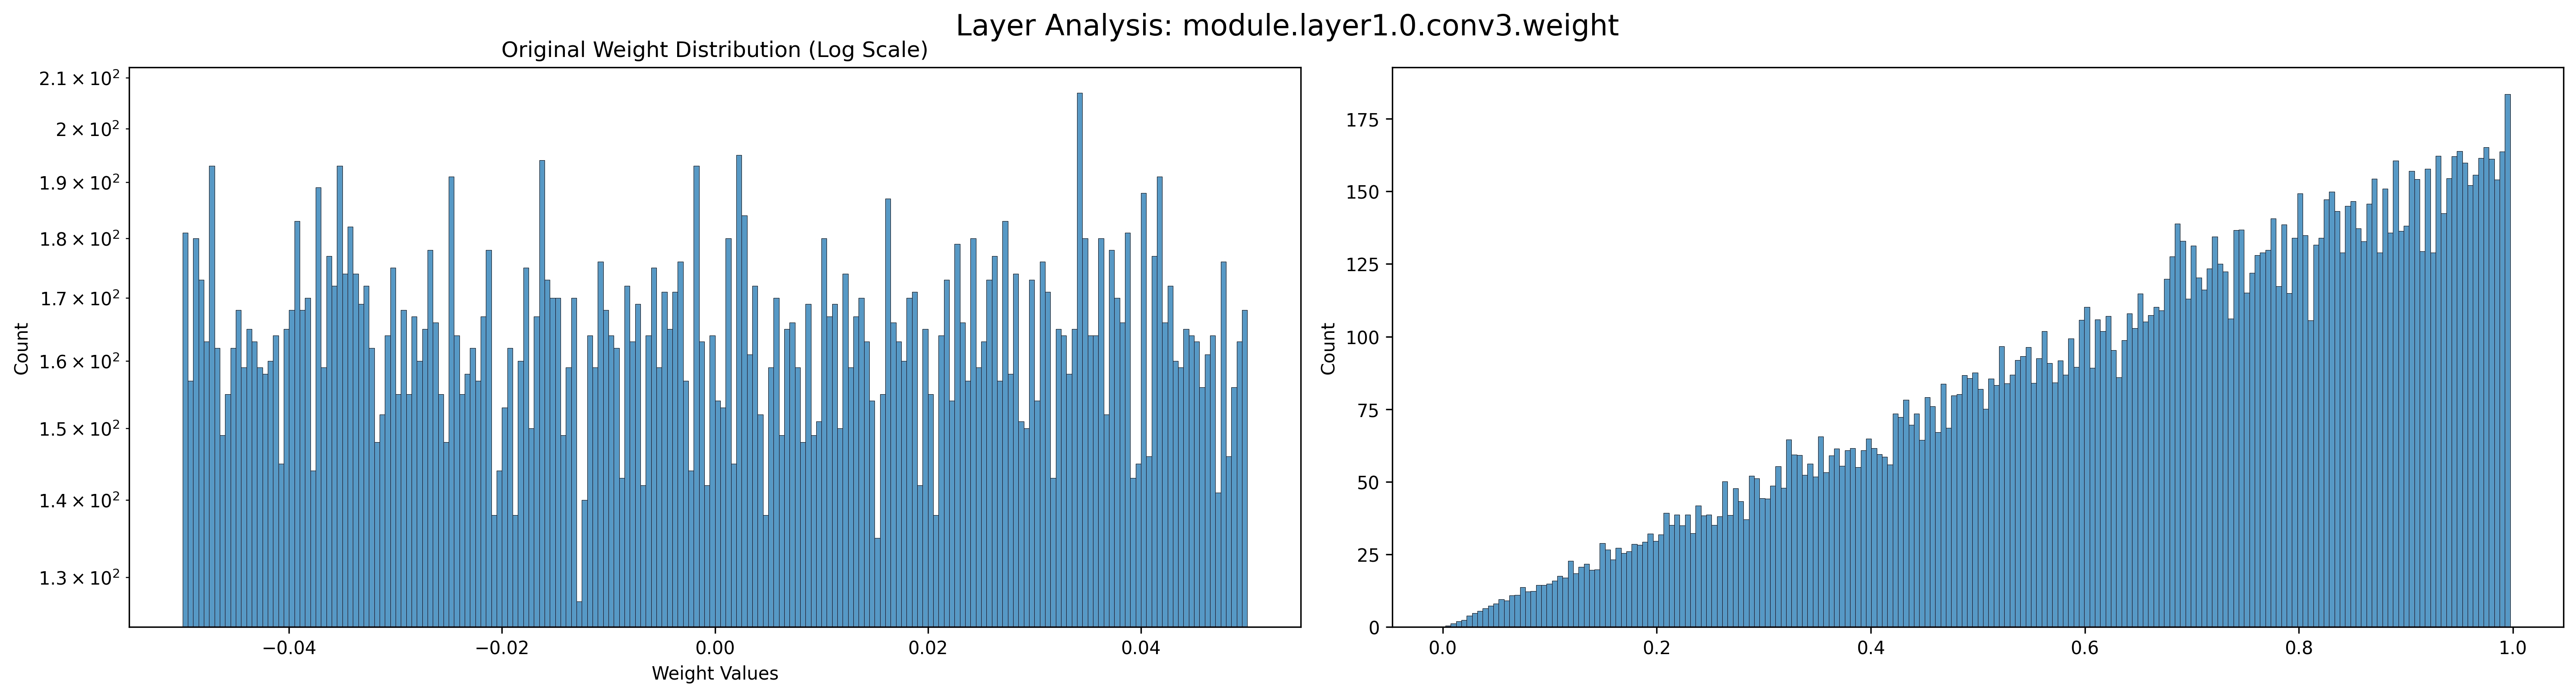 Layer Analysis: module.layer1.0.conv3.weight
Original Weight Distribution (Log Scale)
2.1 × 10²
2 × 10²
1.9 × 10²
1.8 × 10²
1.7 × 10²
1.6 × 10²
1.5 × 10²
1.4 × 10²
1.3 × 10²
Count
−0.04 −0.02 0.00 0.02 0.04
Weight Values
175
150
125
100
75
50
25
0
Count
0.0 0.2 0.4 0.6 0.8 1.0